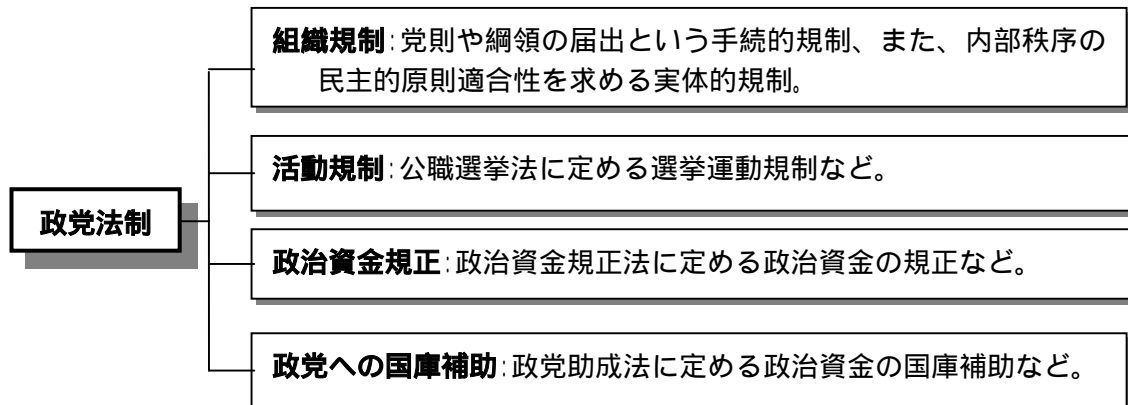 政党法制
組織規制:党則や綱領の届出という手続的規制、また、内部秩序の
民主的原則適合性を求める実体的規制。
活動規制:公職選挙法に定める選挙運動規制など。
政治資金規正:政治資金規正法に定める政治資金の規正など。
政党への国庫補助:政党助成法に定める政治資金の国庫補助など。